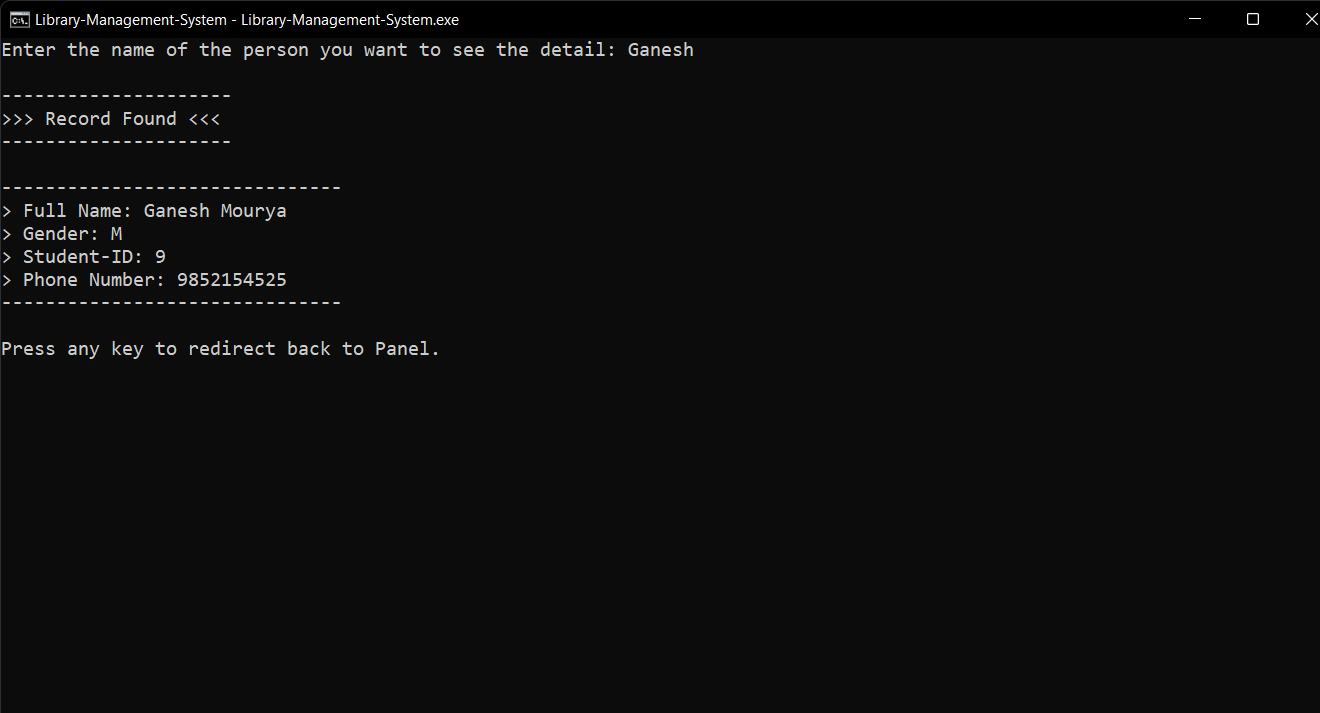 Library-Management-System - Library-Management-System.exe
Enter the name of the person you want to see the detail: Ganesh
---------------------
>>> Record Found <<<
---------------------
-------------------------------
> Full Name: Ganesh Mourya
> Gender: M
> Student-ID: 9
> Phone Number: 9852154525
-------------------------------
Press any key to redirect back to Panel.